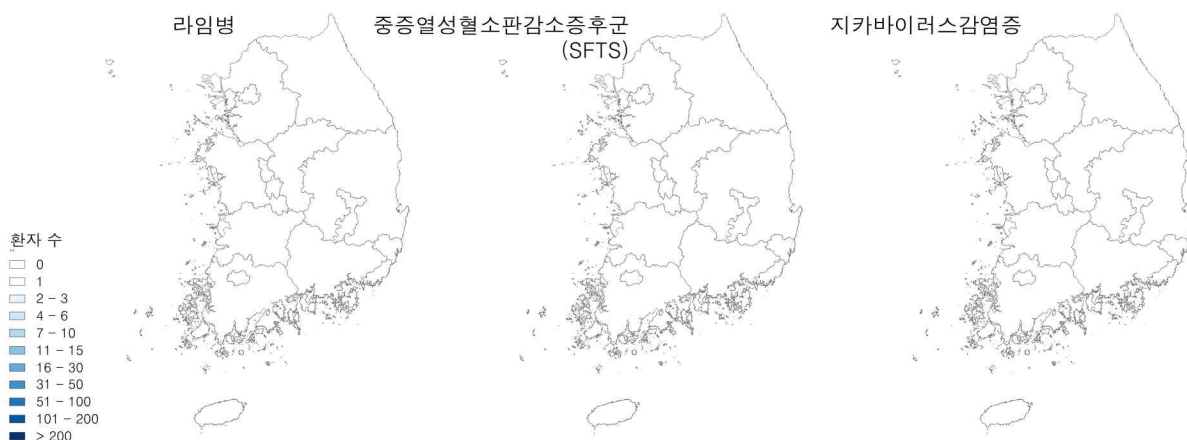 라임병
중증열성혈소판감소증후군
(SFTS)
지카바이러스감염증
환자 수
0
1
2 - 3
4 - 6
7 - 10
11 - 15
16 - 30
31 - 50
51 - 100
101 - 200
> 200